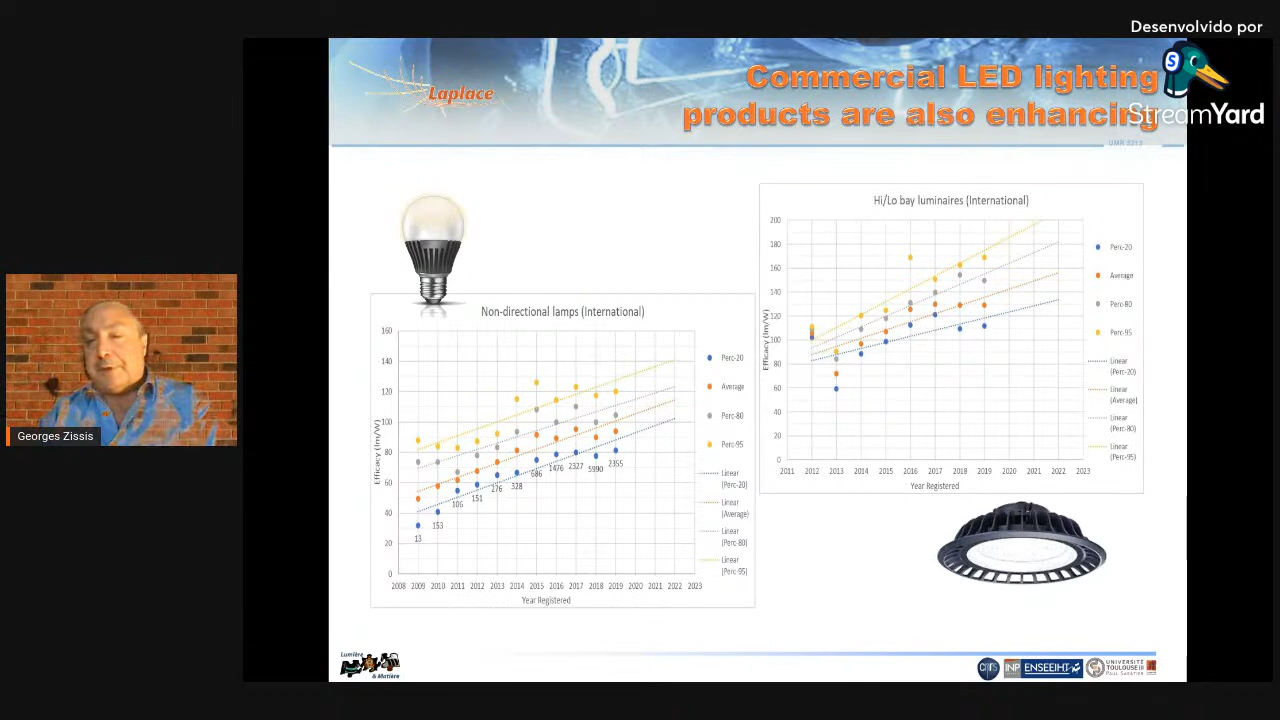 Desenvolvido por
StreamYard
Laplace
Commercial LED lighting
products are also enhancing
UMR 5213
Hi/Lo bay luminaires (International)
200
180
160
140
120
100
80
60
40
20
0
Efficacy (lm/W)
2011 2012 2013 2014 2015 2016 2017 2018 2019 2020 2021 2022 2023
Year Registered
Perc-20
Average
Perc-80
Perc-95
Linear
(Perc-20)
Linear
(Average)
Linear
(Perc-80)
Linear
(Perc-95)
Non-directional lamps (International)
160
140
120
100
80
60
40
20
0
Efficacy (lm/W)
13
153
106
151
276
328
686
1476
2327
5990
2355
2008 2009 2010 2011 2012 2013 2014 2015 2016 2017 2018 2019 2020 2021 2022 2023
Year Registered
Perc-20
Average
Perc-80
Perc-95
Linear
(Perc-20)
Linear
(Average)
Linear
(Perc-80)
Linear
(Perc-95)
Georges Zissis
Lumière
& Matière
CNRS
INP
ENSEEIHT
UNIVERSITÉ
TOULOUSE III
PAUL SABATIER